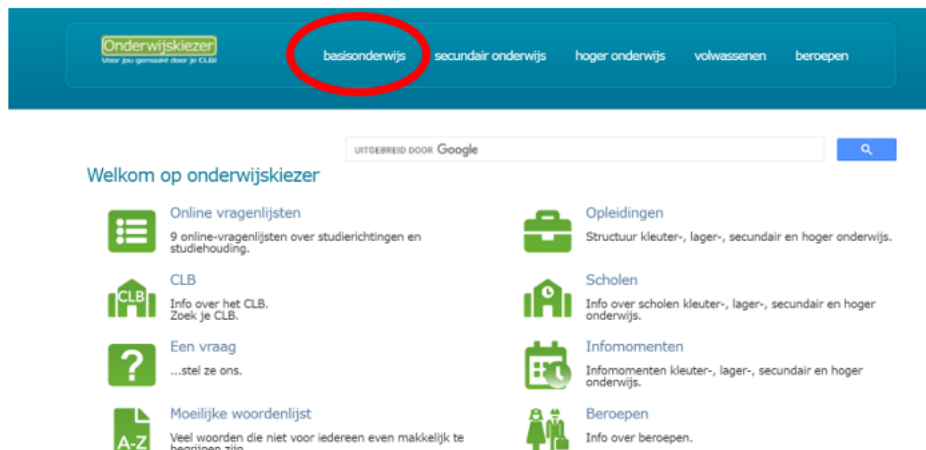 Onderwijskiezer
Voor jou gemaakt door je CLB!
basisonderwijs secundair onderwijs hoger onderwijs volwassenen beroepen
UITGEBREID DOOR Google
Welkom op onderwijskiezer
Online vragenlijsten
9 online-vragenlijsten over studierichtingen en
studiehouding.
Opleidingen
Structuur kleuter-, lager-, secundair en hoger onderwijs.
CLB
CLB
Info over het CLB.
Zoek je CLB.
Scholen
Info over scholen kleuter-, lager-, secundair en hoger
onderwijs.
?
Een vraag
...stel ze ons.
Infomomenten
Infomomenten kleuter-, lager-, secundair en hoger
onderwijs.
A-Z
Moeilijke woordenlijst
Veel woorden die niet voor iedereen even makkelijk te
begrijpen zijn
Beroepen
Info over beroepen.